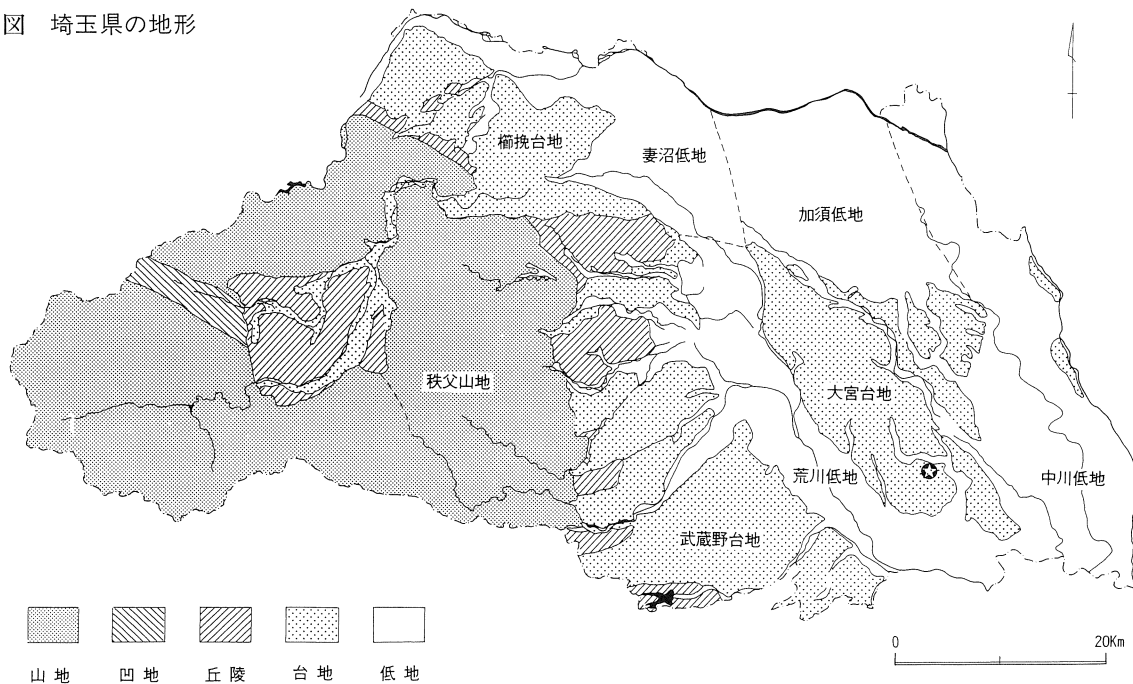 図 埼玉県の地形
櫛挽台地
妻沼低地
加須低地
秩父山地
大宮台地
荒川低地
中川低地
武蔵野台地
山地
凹地
丘陵
台地
低地
0
20Km